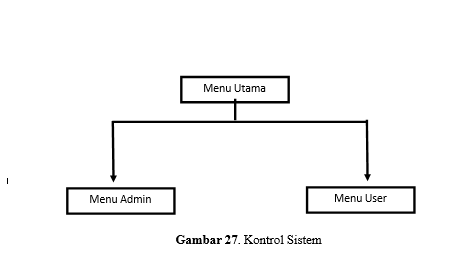 Menu Utama
Menu Admin
Menu User
Gambar 27. Kontrol Sistem